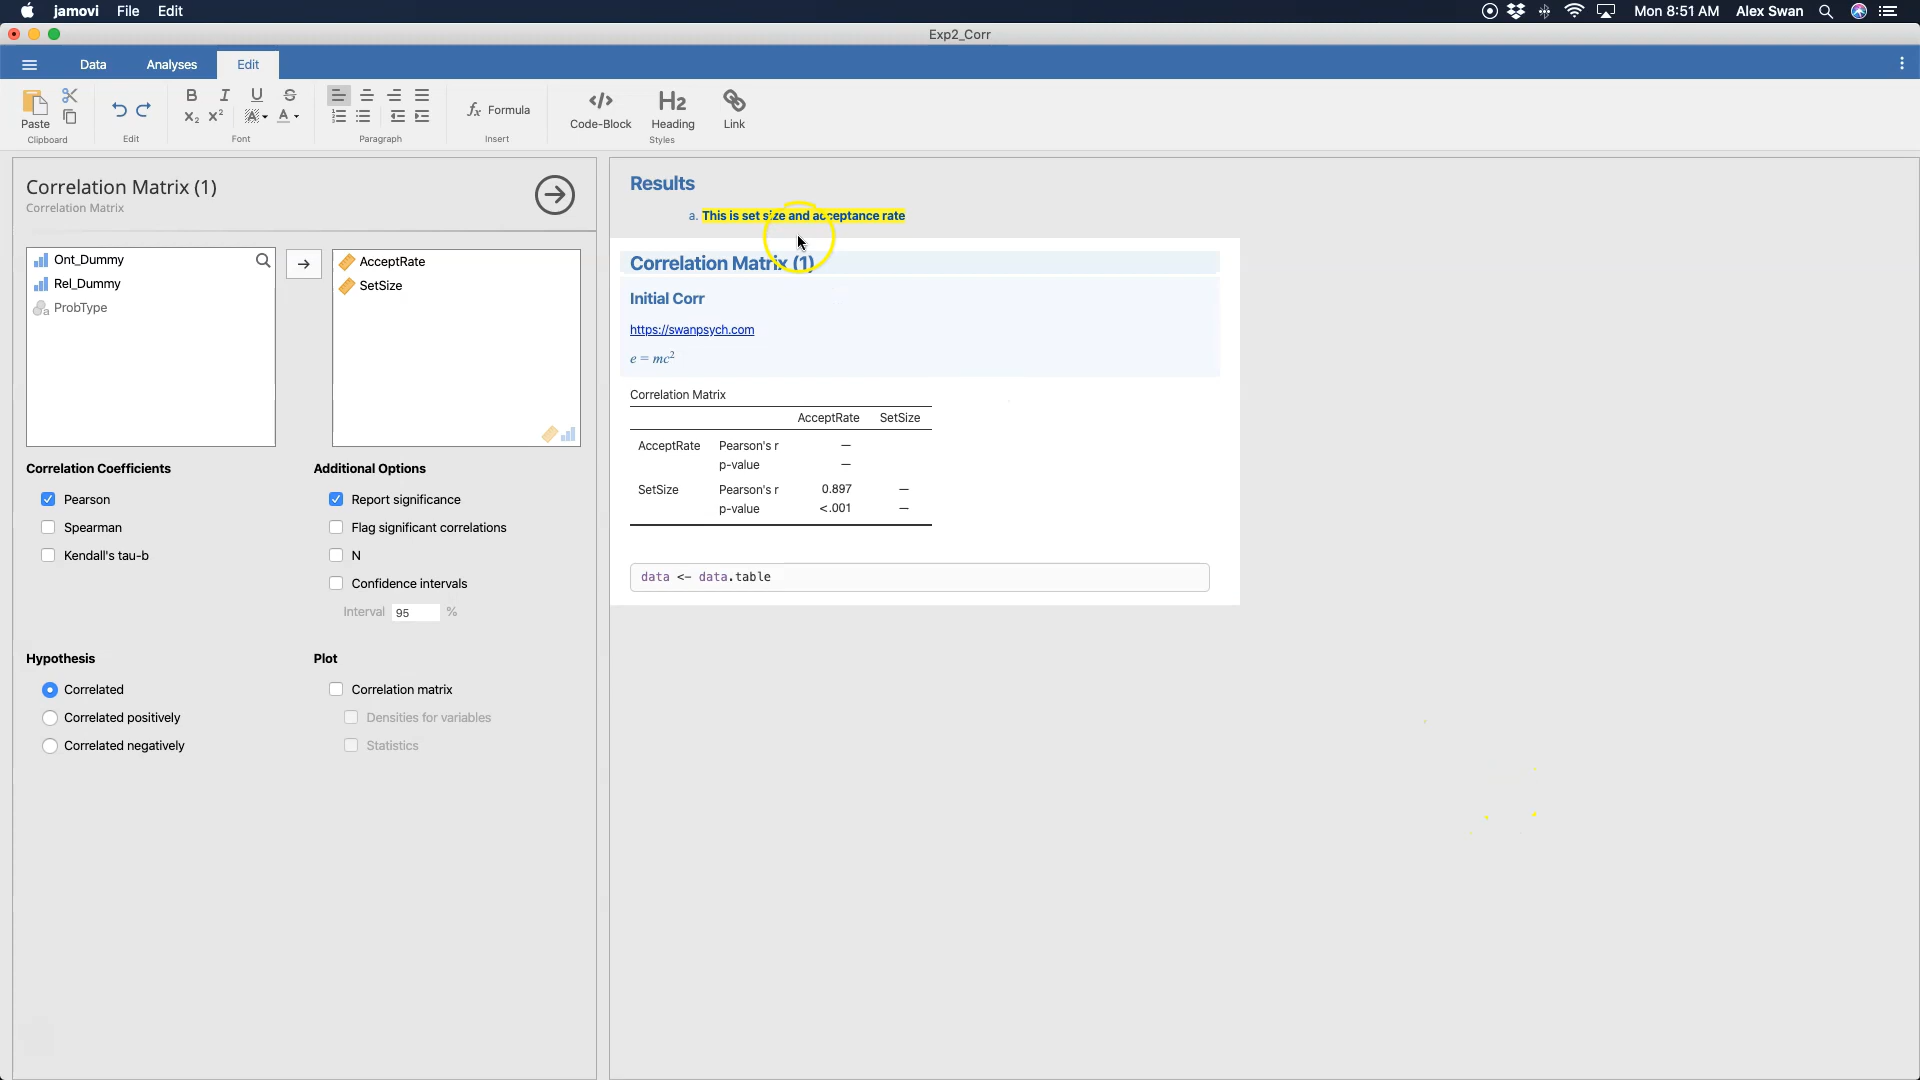 jamovi File Edit Mon 8:51 AM Alex Swan
Exp2_Corr
Data Analyses Edit
B I U S
X₂ X² A A
fx Formula
H2
Paste Code-Block Heading Link
Clipboard Edit Font Paragraph Insert Styles
Correlation Matrix (1)
Correlation Matrix
Ont_Dummy
Rel_Dummy
ProbType
AcceptRate
SetSize
Correlation Coefficients
Pearson
Spearman
Kendall's tau-b
Additional Options
Report significance
Flag significant correlations
N
Confidence intervals
Interval 95 %
Hypothesis
Correlated
Correlated positively
Correlated negatively
Plot
Correlation matrix
Densities for variables
Statistics
Results
a. This is set size and acceptance rate
Correlation Matrix (1)
Initial Corr
https://swanpsych.com
e = mc²
Correlation Matrix
AcceptRate SetSize
AcceptRate Pearson's r —
p-value —
SetSize Pearson's r 0.897 —
p-value <.001 —
data <- data.table